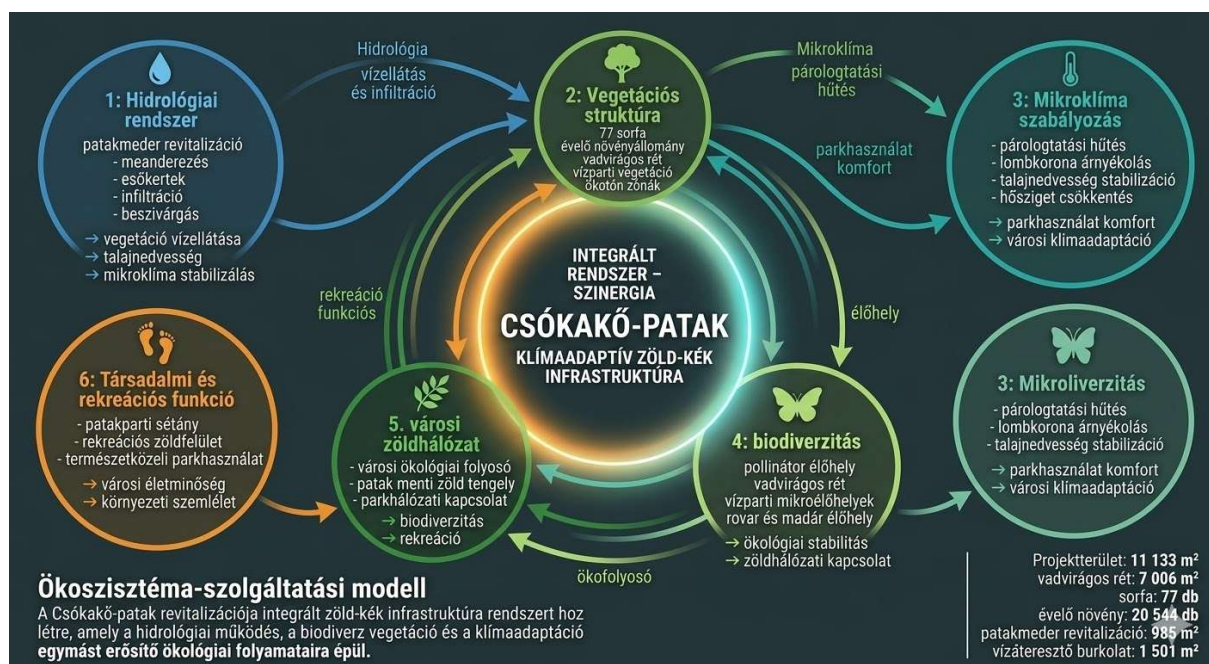 Hidrológia
vízellátás
és infiltráció
Mikroklíma
párologtatási
hűtés
parkhasználat
komfort
1: Hidrológiai
rendszer
patakmeder revitalizáció
- meanderezés
- esőkertek
- infiltráció
- beszivárgás
→ vegetáció vízellátása
→ talajnedvesség
→ mikroklíma stabilizálás
2: Vegetációs
struktúra
77 sorfa
évelő növényállomány
vadvirágos rét
vízparti vegetáció
ökotón zónák
3: Mikroklíma
szabályozás
- párologtatási hűtés
- lombkorona árnyékolás
- talajnedvesség stabilizáció
- hősziget csökkentés
→ parkhasználat komfort
→ városi klímaadaptáció
INTEGRÁLT
RENDSZER –
SZINERGIA
CSÓKAKŐ-PATAK
KLÍMAADAPTÍV ZÖLD-KÉK
INFRASTRUKTÚRA
rekreáció
funkciós
élőhely
6: Társadalmi és
rekreációs funkció
- patakparti sétány
- rekreációs zöldfelület
- természetközeli parkhasználat
→ városi életminőség
→ környezeti szemlélet
5. városi
zöldhálózat
- városi ökológiai folyosó
- patak menti zöld tengely
- parkhálózati kapcsolat
→ biodiverzitás
→ rekreáció
4: biodiverzitás
pollinátor élőhely
vadvirágos rét
vízparti mikroélőhelyek
rovar és madár élőhely
→ ökológiai stabilitás
→ zöldhálózati kapcsolat
3: Mikroliverzitás
- párologtatási hűtés
- lombkorona árnyékolás
- talajnedvesség stabilizáció
→ parkhasználat komfort
→ városi klímaadaptáció
ökofolyosó
Ökoszisztéma-szolgáltatási modell
A Csókakő-patak revitalizációja integrált zöld-kék infrastruktúra rendszert hoz
létre, amely a hidrológiai működés, a biodiverz vegetáció és a klímaadaptáció
egymást erősítő ökológiai folyamataira épül.
Projektterület: 11 133 m²
vadvirágos rét: 7 006 m²
sorfa: 77 db
évelő növény: 20 544 db
patakmeder revitalizáció: 985 m²
vízáteresztő burkolat: 1 501 m²